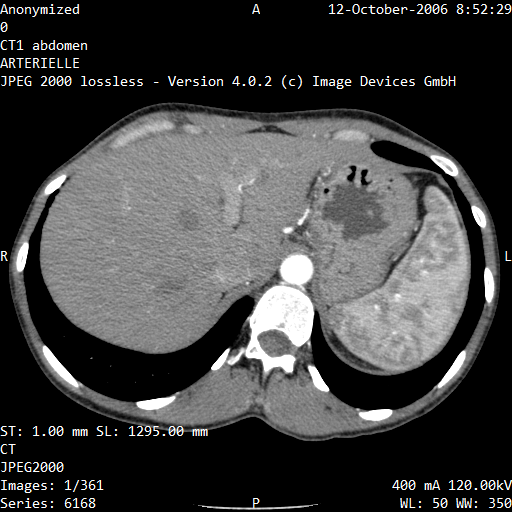 Anonymized A 12-October-2006 8:52:29
0
CT1 abdomen
ARTERIELLE
JPEG 2000 lossless - Version 4.0.2 (c) Image Devices GmbH
R L
ST: 1.00 mm SL: 1295.00 mm
CT
JPEG2000
Images: 1/361 400 mA 120.00kV
Series: 6168 P WL: 50 WW: 350